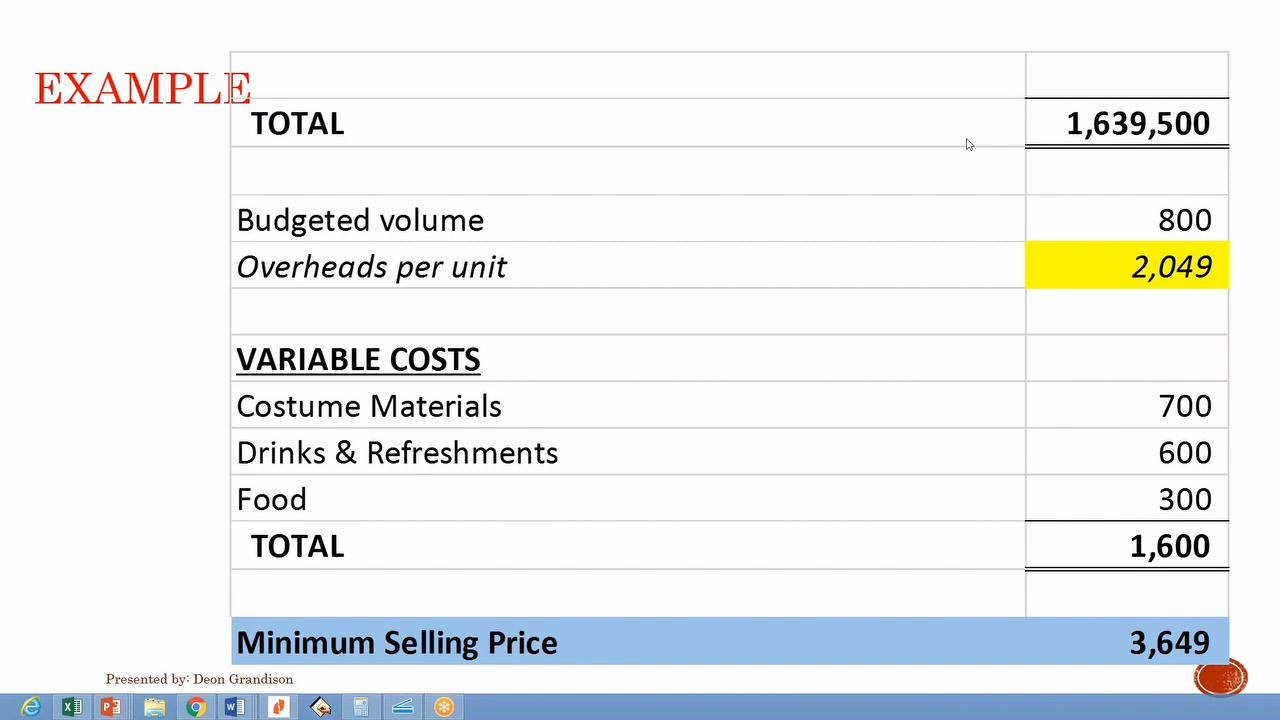 EXAMPLE
TOTAL 1,639,500
Budgeted volume 800
Overheads per unit 2,049
VARIABLE COSTS
Costume Materials 700
Drinks & Refreshments 600
Food 300
TOTAL 1,600
Minimum Selling Price 3,649
Presented by: Deon Grandison